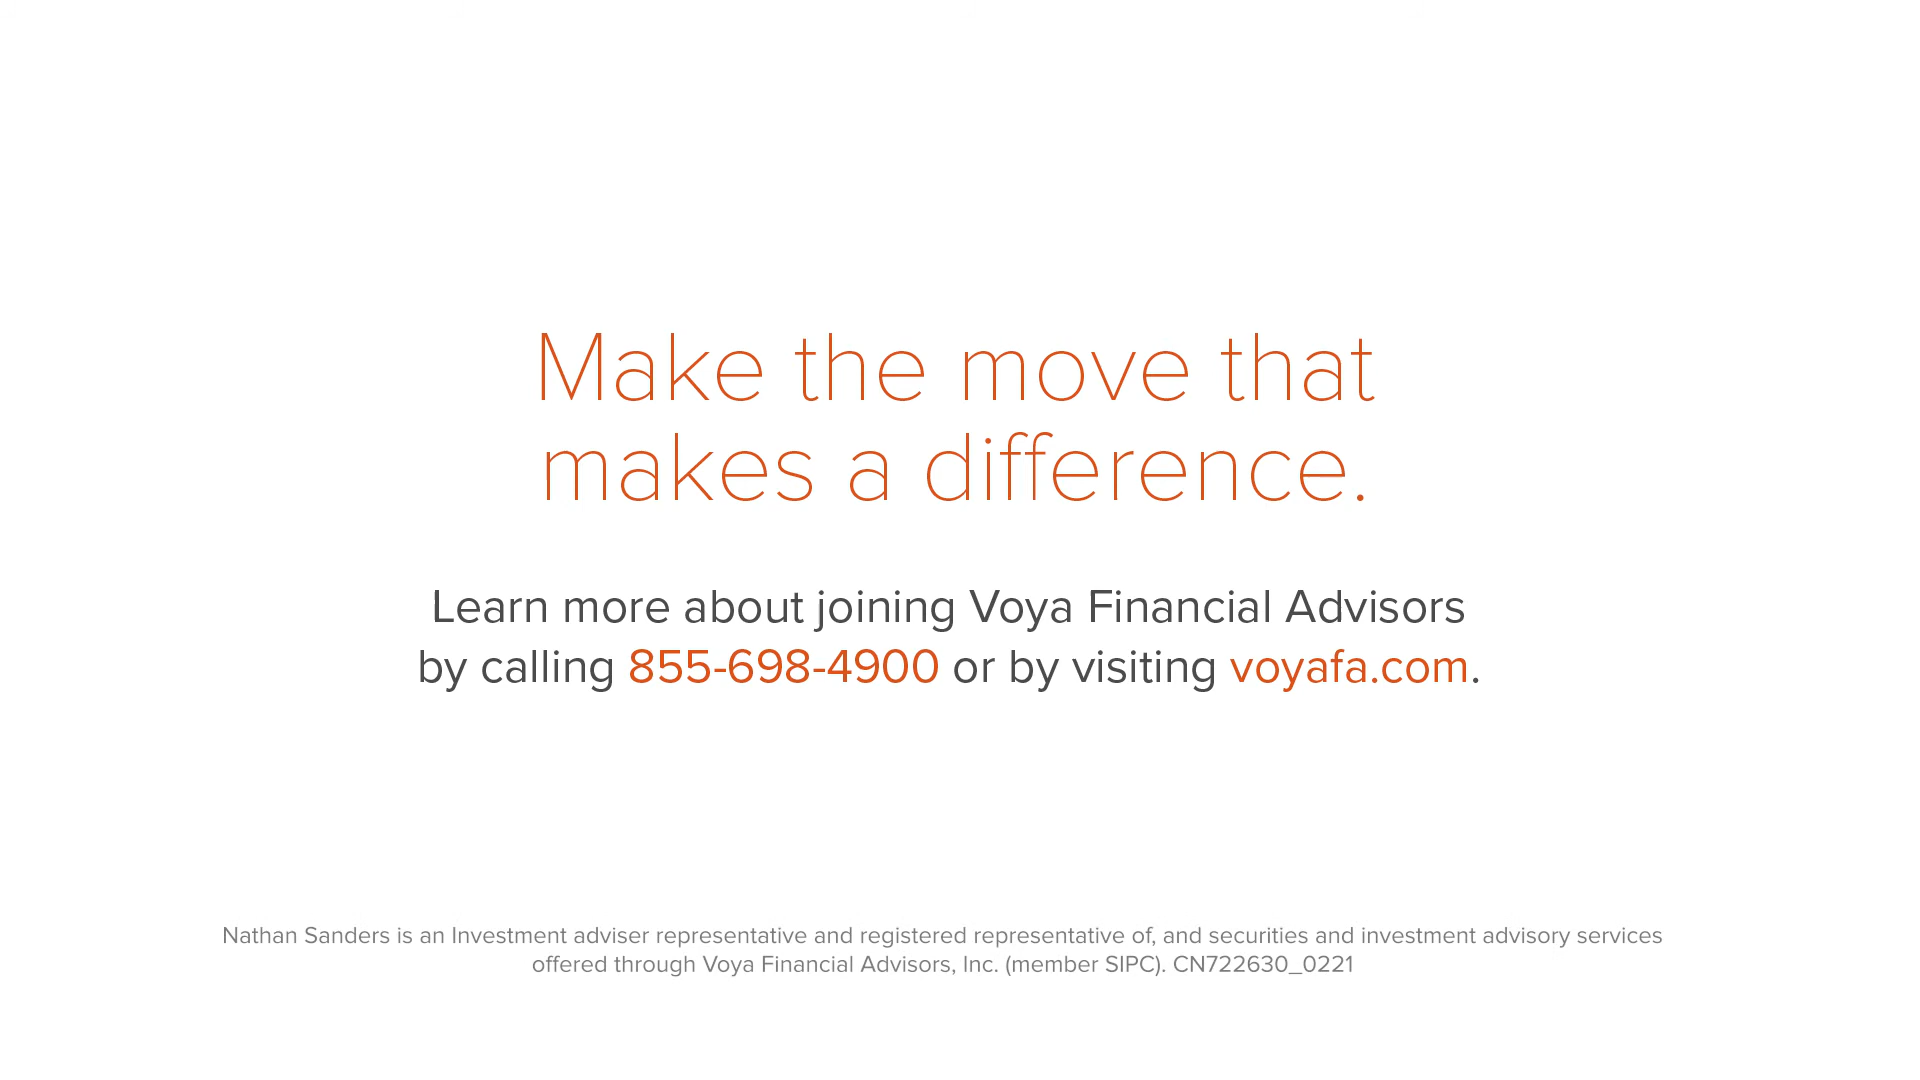 Make the move that
makes a difference.
Learn more about joining Voya Financial Advisors
by calling 855-698-4900 or by visiting voyafa.com.
Nathan Sanders is an Investment adviser representative and registered representative of, and securities and investment advisory services
offered through Voya Financial Advisors, Inc. (member SIPC). CN722630_0221